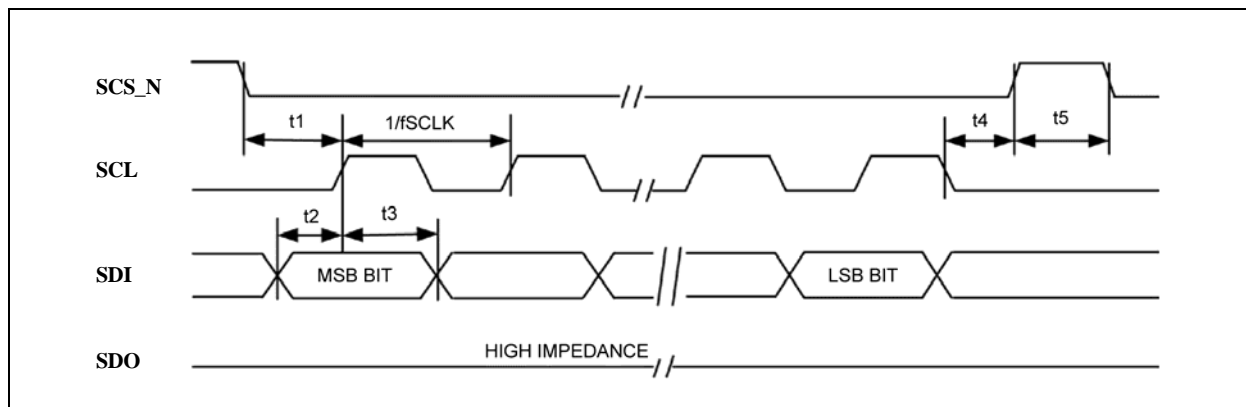 SCS_N
t1
1/fSCLK
t4
t5
SCL
t2
t3
SDI
MSB BIT
LSB BIT
SDO
HIGH IMPEDANCE